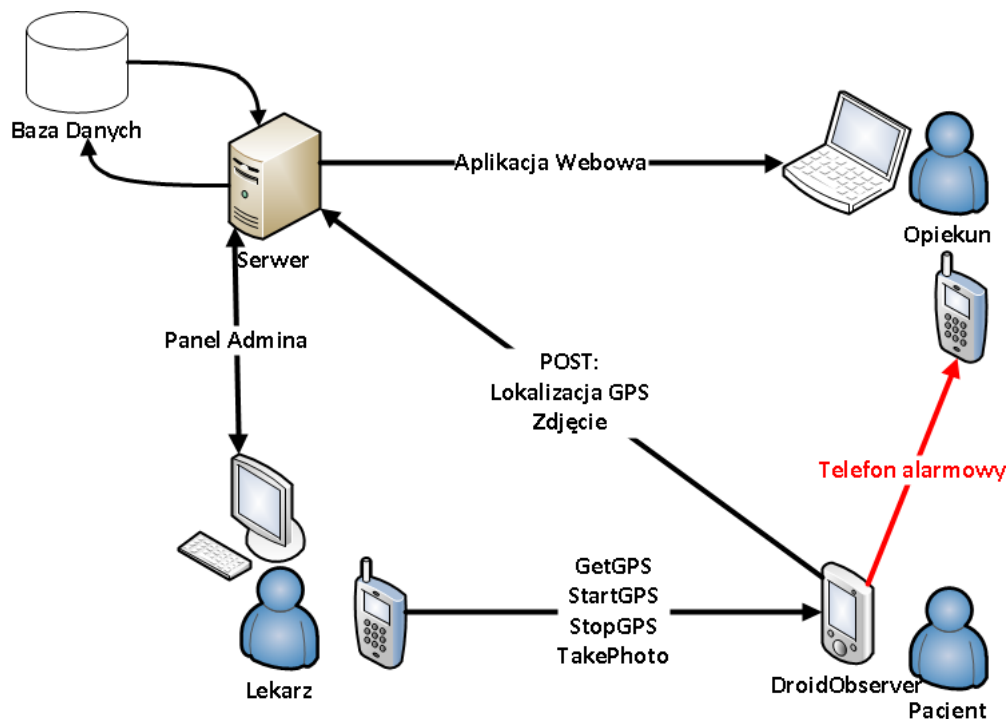 Baza Danych
Serwer
Aplikacja Webowa
Opiekun
Panel Admina
POST:
Lokalizacja GPS
Zdjęcie
Telefon alarmowy
GetGPS
StartGPS
StopGPS
TakePhoto
Lekarz
DroidObserver
Pacjent